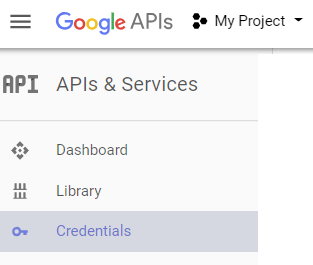 Google APIs My Project
API APIs & Services
Dashboard
Library
Credentials